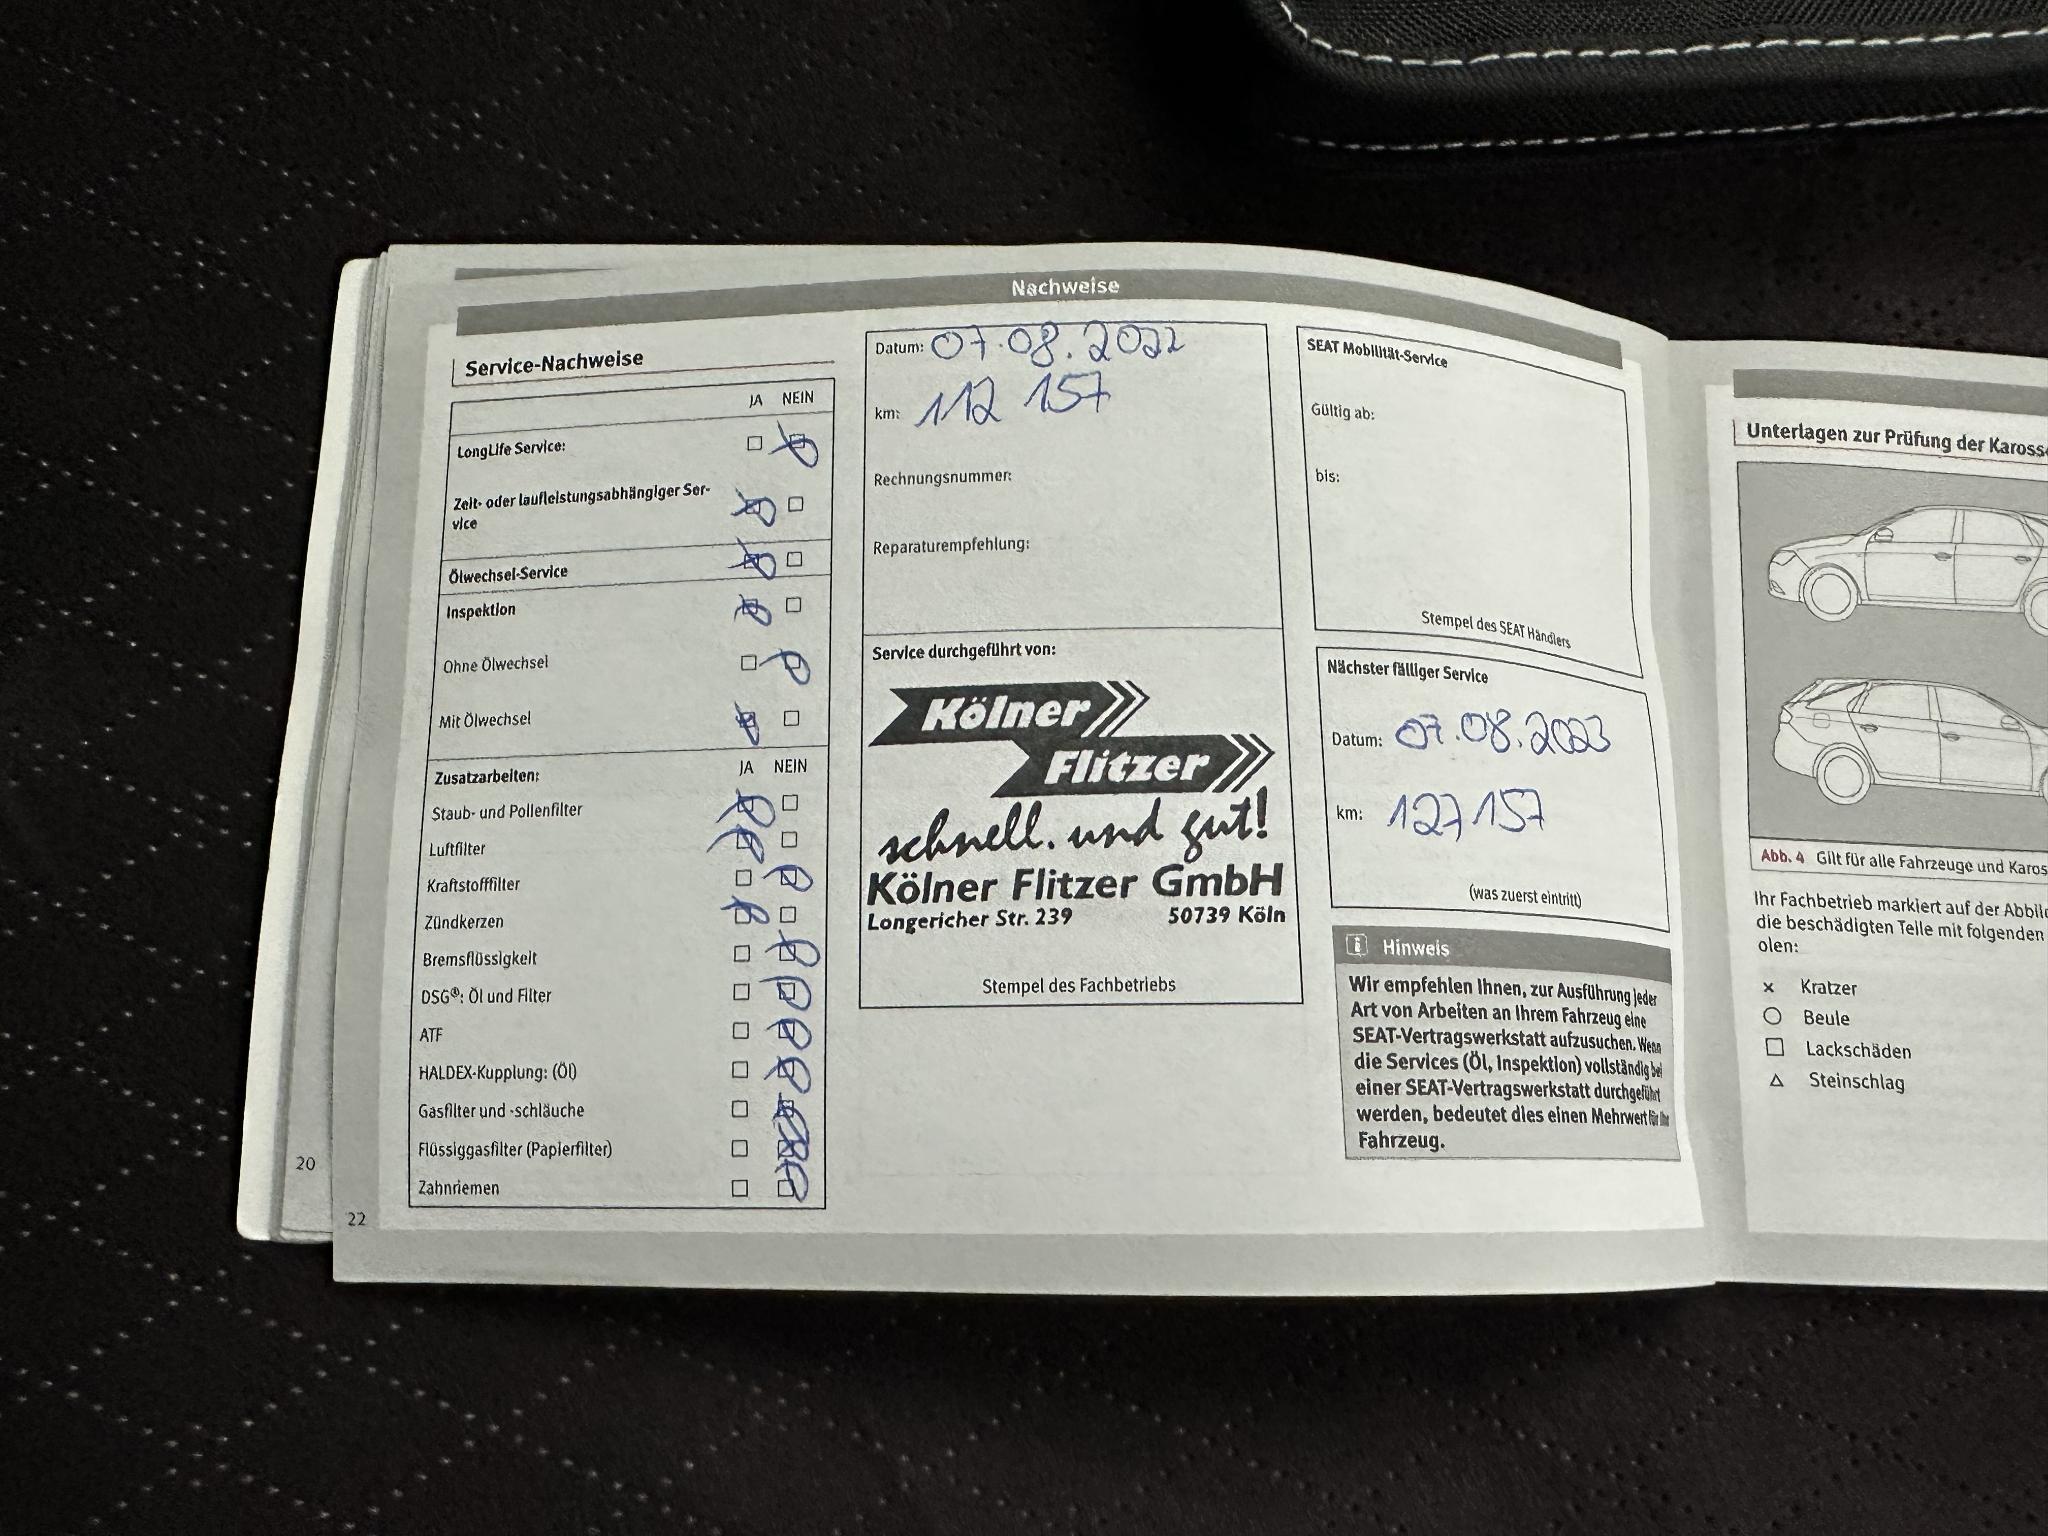 Nachweise
Service-Nachweise
JA NEIN
LongLife Service:
Zeit- oder laufleistungsabhängiger Ser-
vice
Ölwechsel-Service
Inspektion
Ohne Ölwechsel
Mit Ölwechsel
Zusatzarbeiten: JA NEIN
Staub- und Pollenfilter
Luftfilter
Kraftstofffilter
Zündkerzen
Bremsflüssigkeit
DSG®: Öl und Filter
ATF
HALDEX-Kupplung: (Öl)
Gasfilter und -schläuche
Flüssiggasfilter (Papierfilter)
Zahnriemen
20
22
Datum: 07.08.2022
km: 112 157
Rechnungsnummer:
Reparaturempfehlung:
Service durchgeführt von:
Kölner
Flitzer
schnell. und gut!
Kölner Flitzer GmbH
Longericher Str. 239 50739 Köln
Stempel des Fachbetriebs
SEAT Mobilität-Service
Gültig ab:
bis:
Stempel des SEAT Händlers
Nächster fälliger Service
Datum: 07.08.2023
km: 127157
(was zuerst eintritt)
i Hinweis
Wir empfehlen Ihnen, zur Ausführung jeder
Art von Arbeiten an Ihrem Fahrzeug eine
SEAT-Vertragswerkstatt aufzusuchen. Wenn
die Services (Öl, Inspektion) vollständig bei
einer SEAT-Vertragswerkstatt durchgeführt
werden, bedeutet dies einen Mehrwert für Ihr
Fahrzeug.
Unterlagen zur Prüfung der Karosse
Abb. 4 Gilt für alle Fahrzeuge und Karos
Ihr Fachbetrieb markiert auf der Abbild
die beschädigten Teile mit folgenden
olen:
x Kratzer
Beule
Lackschäden
Steinschlag